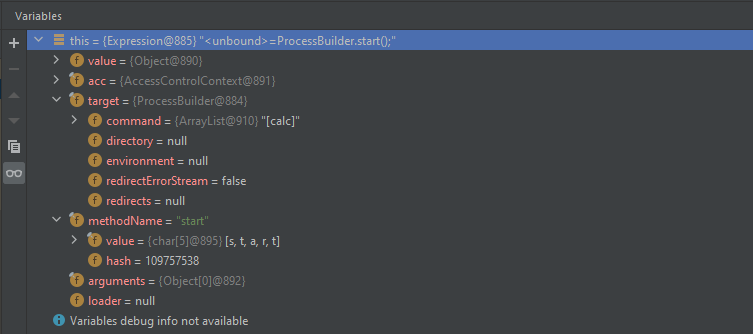 Variables
this = {Expression@885} "<unbound>=ProcessBuilder.start();"
value = {Object@890}
acc = {AccessControlContext@891}
target = {ProcessBuilder@884}
command = {ArrayList@910} "[calc]"
directory = null
environment = null
redirectErrorStream = false
redirects = null
methodName = "start"
value = {char[5]@895} [s, t, a, r, t]
hash = 109757538
arguments = {Object[0]@892}
loader = null
Variables debug info not available